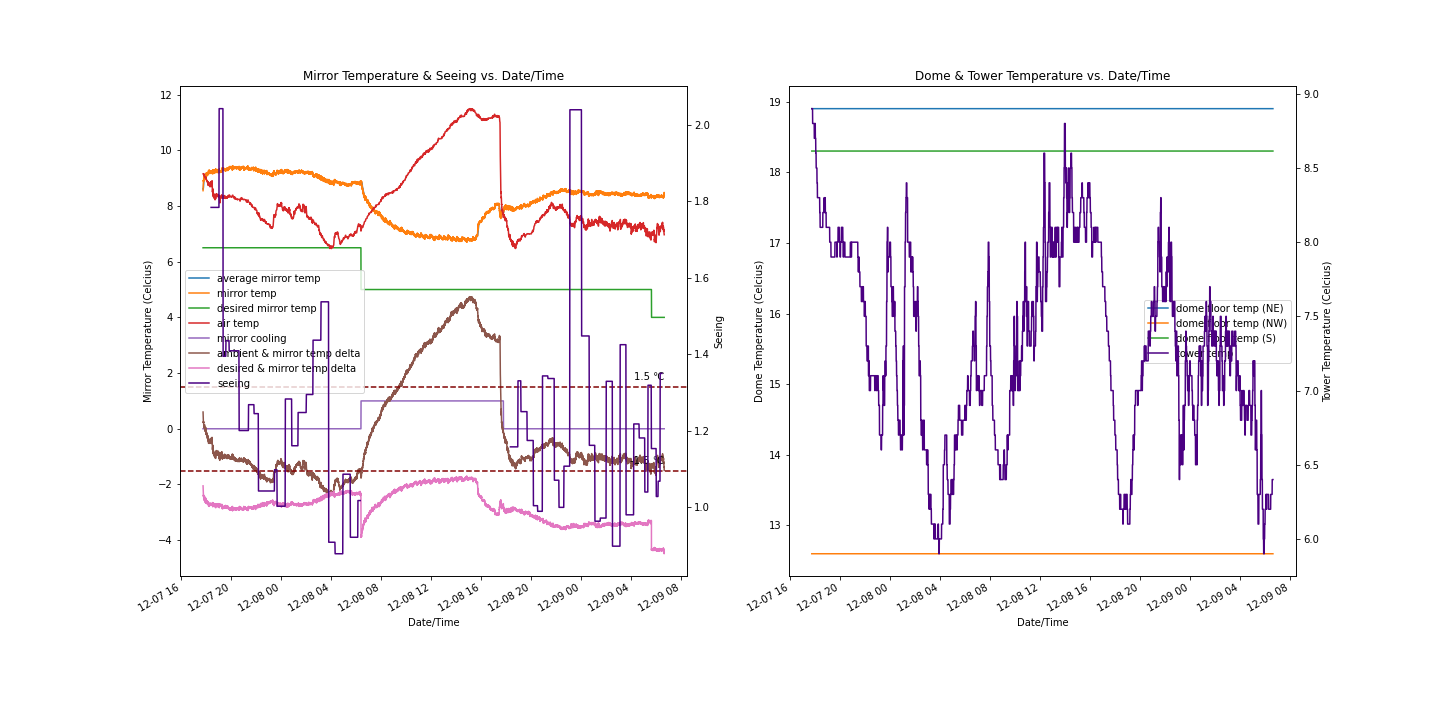 Mirror Temperature & Seeing vs. Date/Time
Mirror Temperature (Celcius)
12
10
8
6
4
2
0
−2
−4
average mirror temp
mirror temp
desired mirror temp
air temp
mirror cooling
ambient & mirror temp delta
desired & mirror temp delta
seeing
1.5 °C
2.0
1.8
1.6
1.4
1.2
1.0
Seeing
12-07 16
12-07 20
12-08 00
12-08 04
12-08 08
12-08 12
12-08 16
12-08 20
12-09 00
12-09 04
12-09 08
Date/Time
Dome & Tower Temperature vs. Date/Time
Dome Temperature (Celcius)
19
18
17
16
15
14
13
dome floor temp (NE)
dome floor temp (NW)
dome floor temp (S)
tower temp
9.0
8.5
8.0
7.5
7.0
6.5
6.0
Tower Temperature (Celcius)
12-07 16
12-07 20
12-08 00
12-08 04
12-08 08
12-08 12
12-08 16
12-08 20
12-09 00
12-09 04
12-09 08
Date/Time